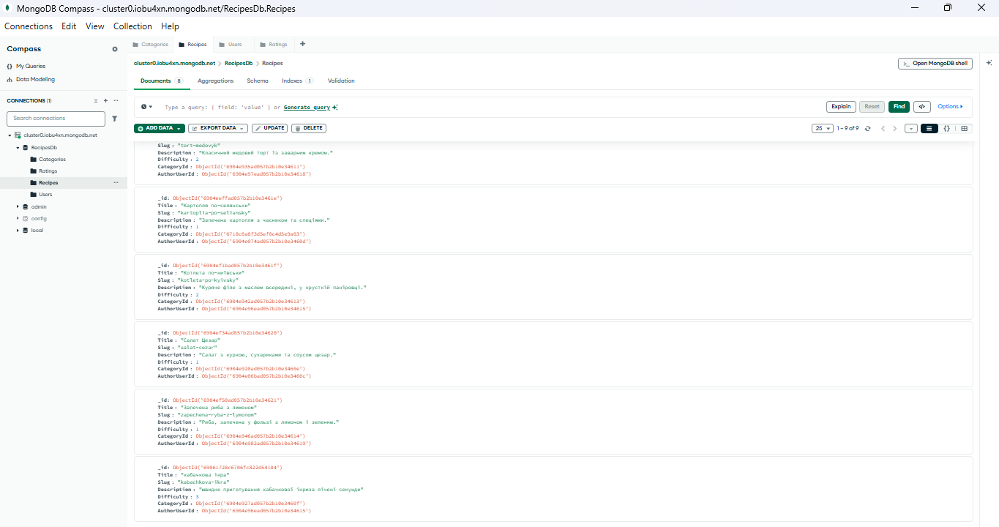 MongoDB Compass - cluster0.iobu4xn.mongodb.net/RecipesDb.Recipes
Connections Edit View Collection Help
Compass
My Queries
Data Modeling
CONNECTIONS (1)
Search connections
cluster0.iobu4xn.mongodb.net
RecipesDb
Categories
Ratings
Recipes
Users
admin
config
local
Categories Recipes Users Ratings
cluster0.iobu4xn.mongodb.net > RecipesDb > Recipes
Open MongoDB shell
Documents 8 Aggregations Schema Indexes 1 Validation
Type a query: { field: 'value' } or Generate query
Explain Reset Find </> Options
ADD DATA EXPORT DATA UPDATE DELETE
25 1 – 9 of 9
Slug : "tort-medovyk"
Description : "Класичний медовий торт із заварним кремом."
Difficulty : 2
CategoryId : ObjectId('6904e935ad057b2b10e34611')
AuthorUserId : ObjectId('6904e97ead057b2b10e34618')
_id: ObjectId('6904eeffad057b2b10e3461e')
Title : "Картопля по-селянськи"
Slug : "kartoplia-po-seliansky"
Description : "Запечена картопля з часником та спеціями."
Difficulty : 1
CategoryId : ObjectId('6718c0a8f3d5ef0c4d5e9a03')
AuthorUserId : ObjectId('6904e074ad057b2b10e3460d')
_id: ObjectId('6904ef1bad057b2b10e3461f')
Title : "Котлета по-київськи"
Slug : "kotleta-po-kyivsky"
Description : "Куряче філе з маслом всередині, у хрусткій паніровці."
Difficulty : 2
CategoryId : ObjectId('6904e942ad057b2b10e34613')
AuthorUserId : ObjectId('6904e96ead057b2b10e34615')
_id: ObjectId('6904ef34ad057b2b10e34620')
Title : "Салат Цезар"
Slug : "salat-cezar"
Description : "Салат з куркою, сухариками та соусом цезар."
Difficulty : 1
CategoryId : ObjectId('6904e920ad057b2b10e3460e')
AuthorUserId : ObjectId('6904e06bad057b2b10e3460c')
_id: ObjectId('6904ef50ad057b2b10e34621')
Title : "Запечена риба з лимоном"
Slug : "zapechena-ryba-z-lymonom"
Description : "Риба, запечена у фользі з лимоном і зеленню."
Difficulty : 1
CategoryId : ObjectId('6904e946ad057b2b10e34614')
AuthorUserId : ObjectId('6904e982ad057b2b10e34619')
_id: ObjectId('69061728c6706fc822d54184')
Title : "кабачкова ікра"
Slug : "kabachkova-ikra"
Description : "швидке приготування кабачкової ікриза лічені секунди"
Difficulty : 3
CategoryId : ObjectId('6904e927ad057b2b10e3460f')
AuthorUserId : ObjectId('6904e96ead057b2b10e34615')